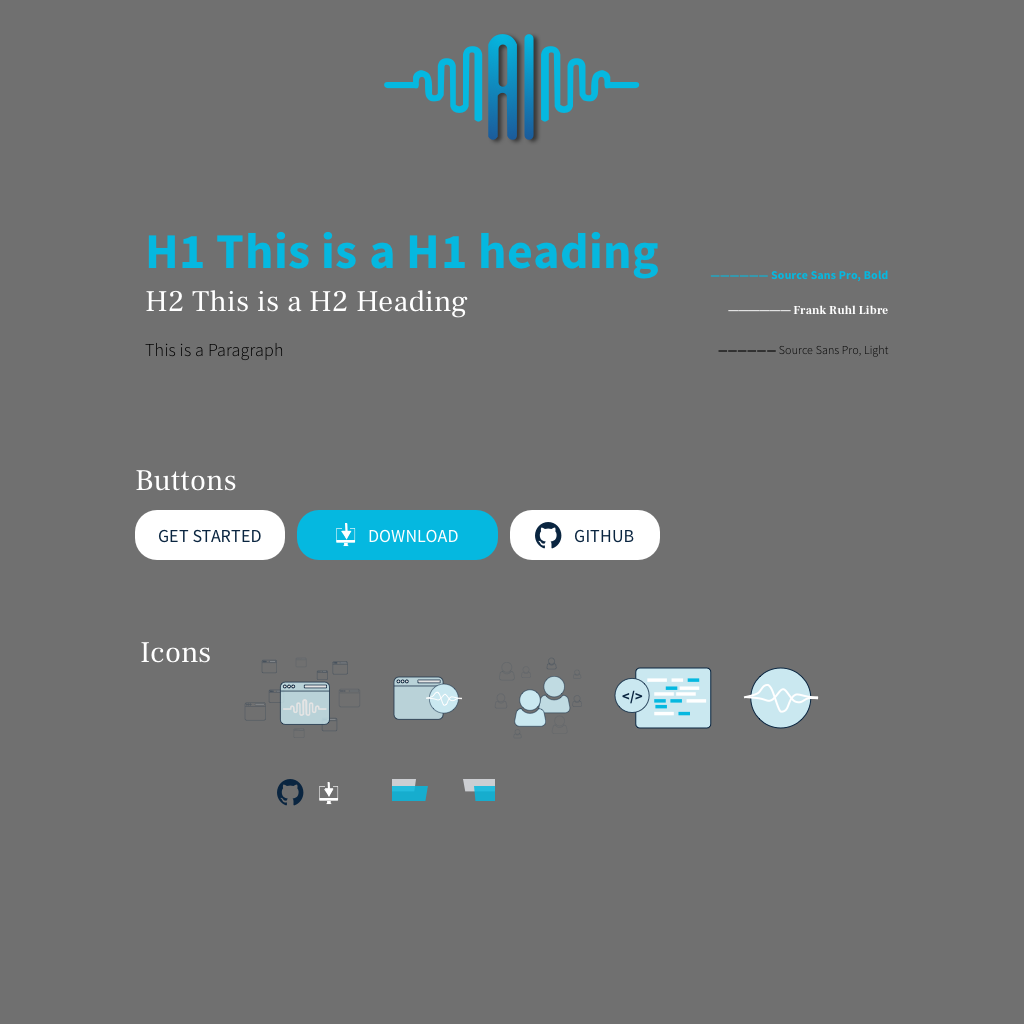 AI
H1 This is a H1 heading
—————— Source Sans Pro, Bold
H2 This is a H2 Heading
—————— Frank Ruhl Libre
This is a Paragraph
—————— Source Sans Pro, Light
Buttons
GET STARTED
DOWNLOAD
GITHUB
Icons
</>